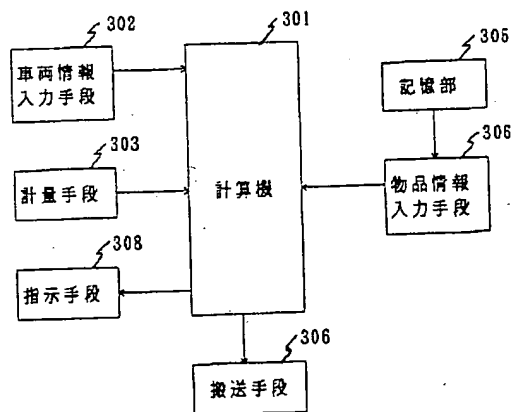 302
車両情報
入力手段
303
計量手段
308
指示手段
301
計算機
305
記憶部
306
物品情報
入力手段
306
搬送手段